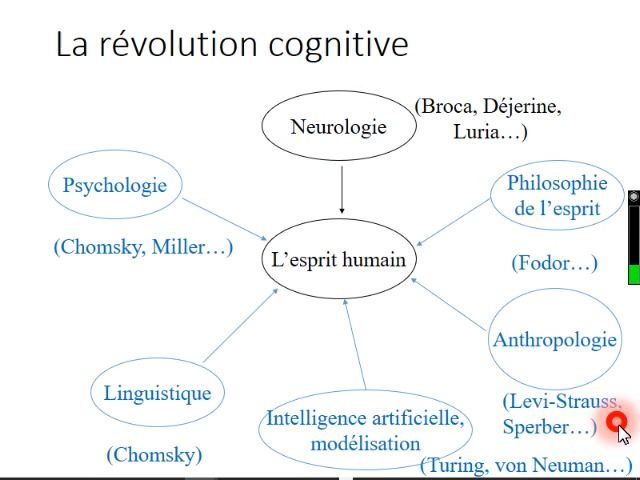 La révolution cognitive
Neurologie
(Broca, Déjerine,
Luria…)
Psychologie
(Chomsky, Miller…)
Philosophie
de l’esprit
(Fodor…)
L’esprit humain
Anthropologie
(Levi-Strauss,
Sperber…)
Linguistique
(Chomsky)
Intelligence artificielle,
modélisation
(Turing, von Neuman…)